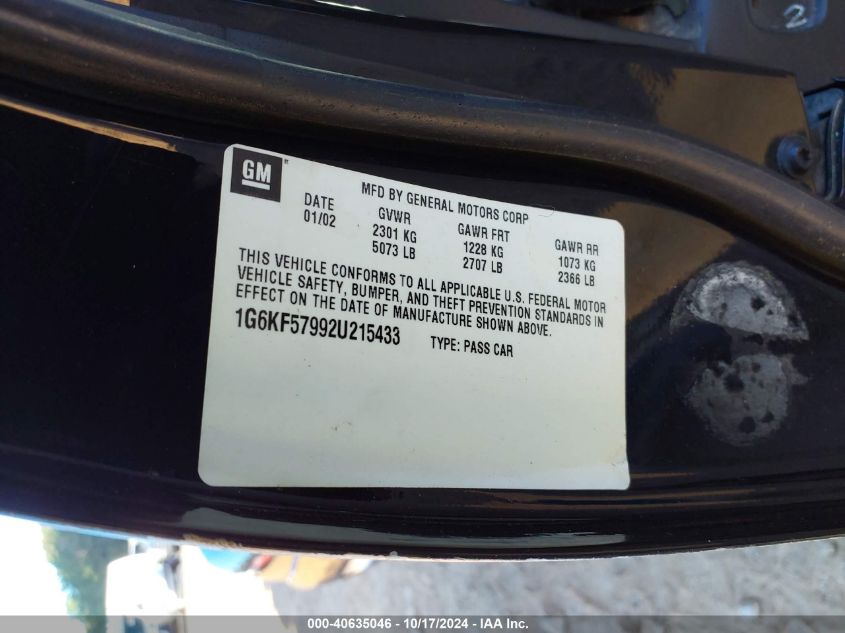 2
GM
MFD BY GENERAL MOTORS CORP
DATE GVWR GAWR FRT GAWR RR
01/02 2301 KG 1228 KG 1073 KG
5073 LB 2707 LB 2366 LB
THIS VEHICLE CONFORMS TO ALL APPLICABLE U.S. FEDERAL MOTOR
VEHICLE SAFETY, BUMPER, AND THEFT PREVENTION STANDARDS IN
EFFECT ON THE DATE OF MANUFACTURE SHOWN ABOVE.
1G6KF57992U215433 TYPE: PASS CAR
000-40635046 - 10/17/2024 - IAA Inc.